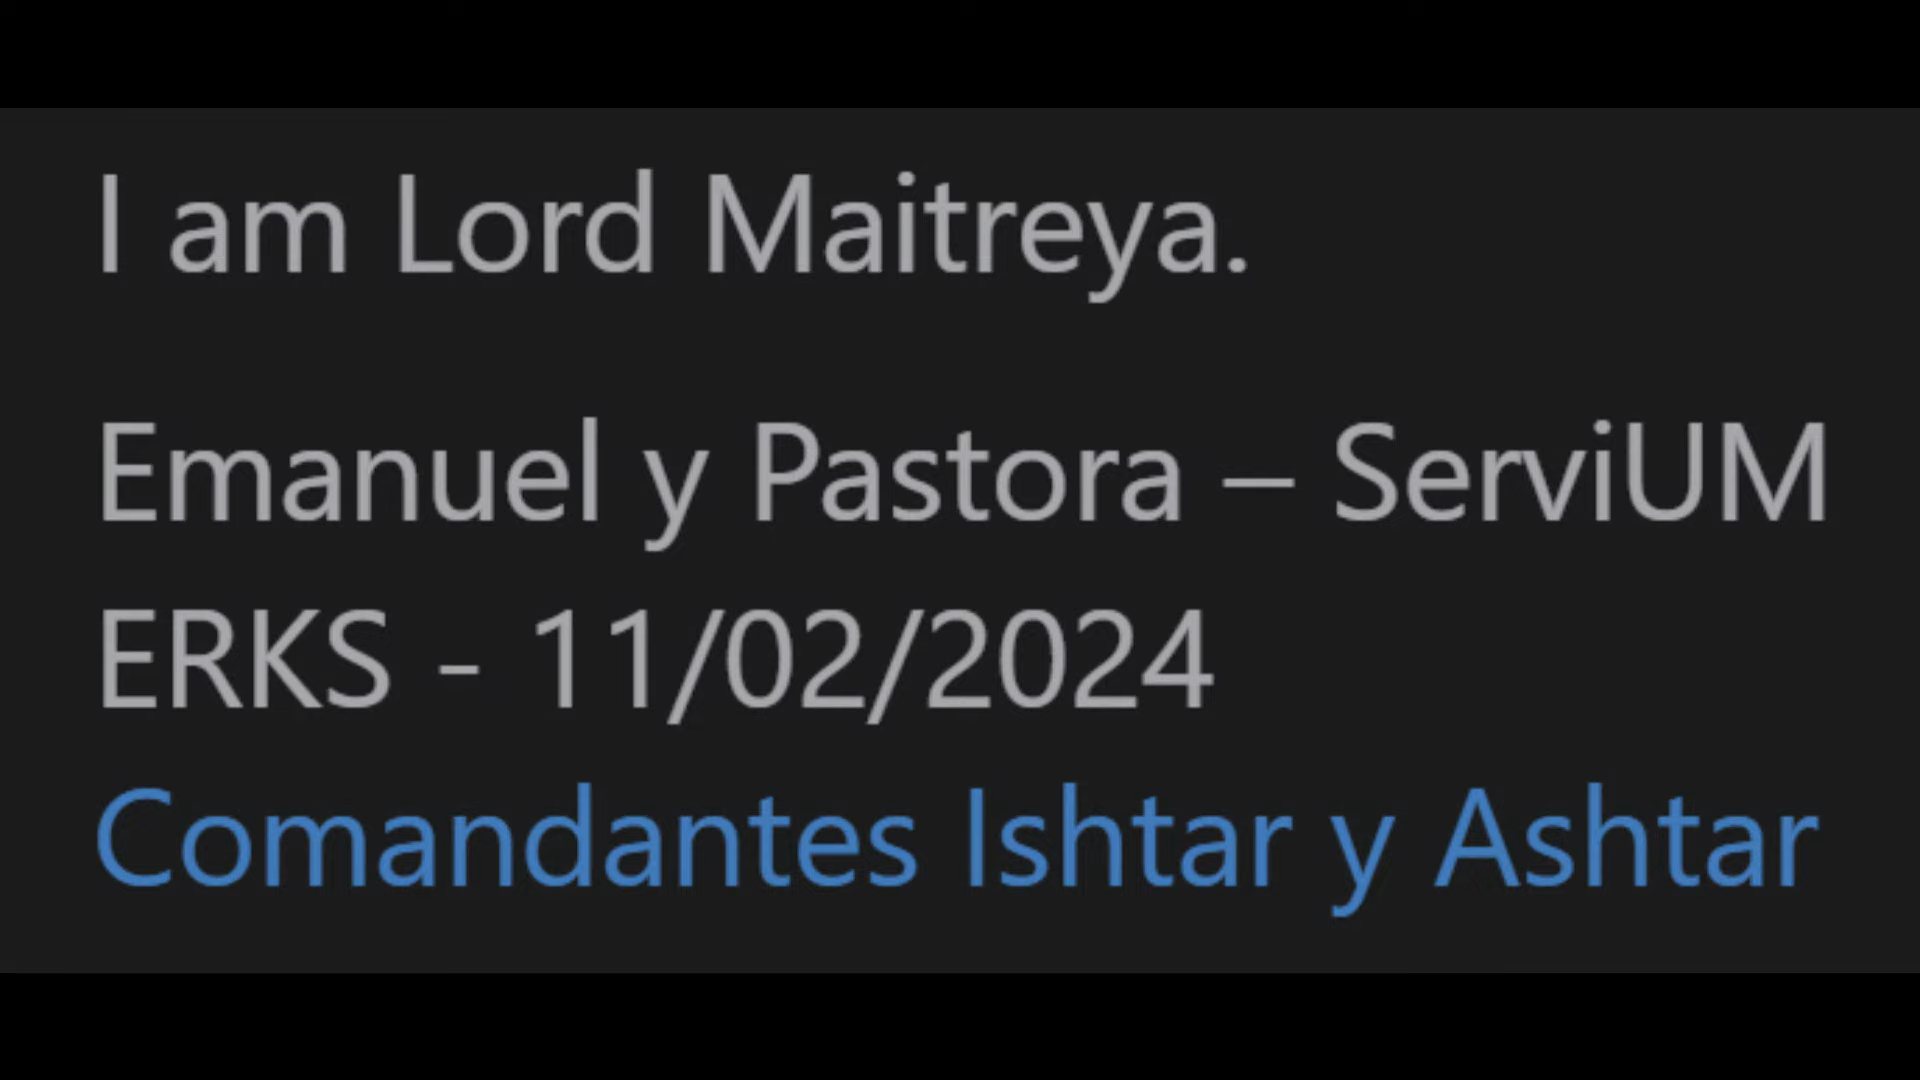 I am Lord Maitreya.
Emanuel y Pastora – ServiUM
ERKS - 11/02/2024
Comandantes Ishtar y Ashtar